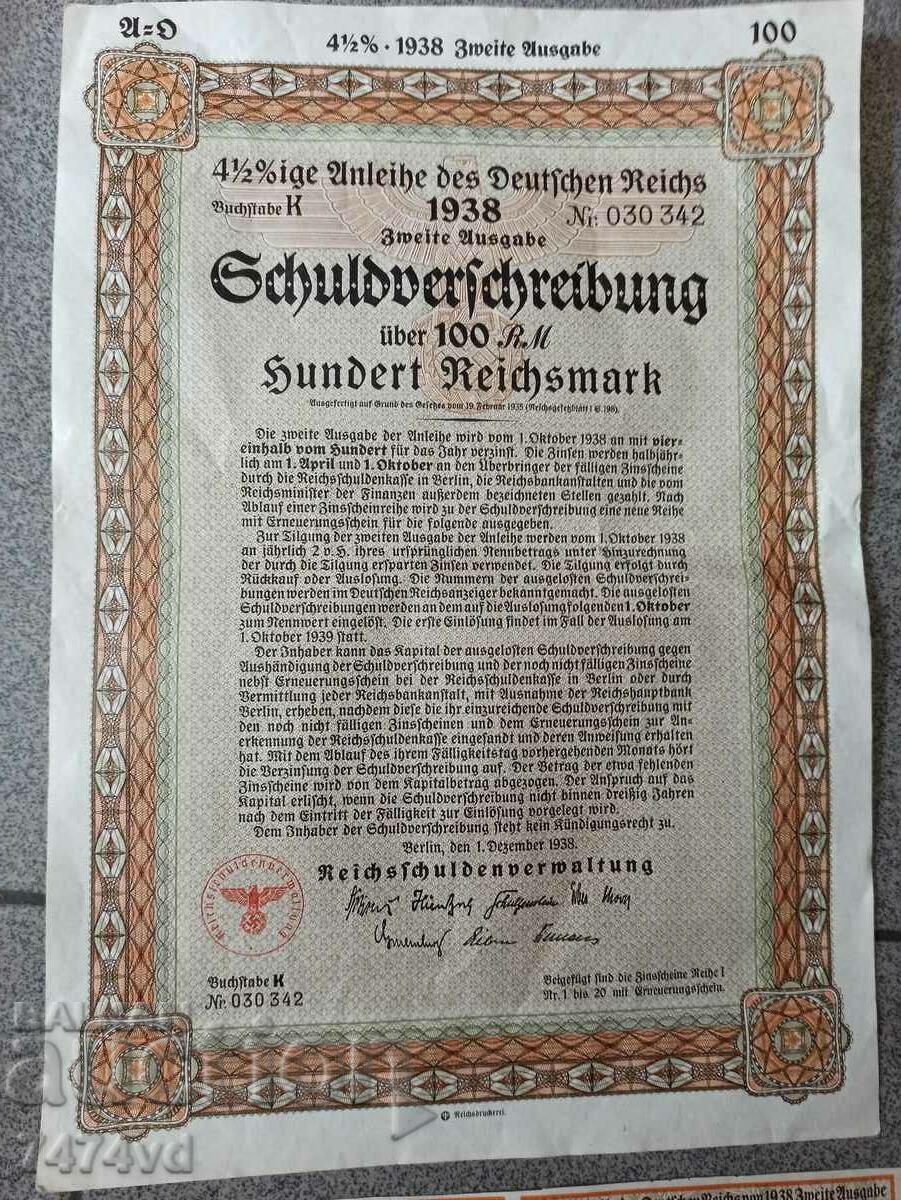 A=O
4½% · 1938 Zweite Ausgabe
100
4½%ige Anleihe des Deutschen Reichs
Buchstabe K
1938
Nr: 030 342
Zweite Ausgabe
Schuldverschreibung
über 100 RM
Hundert Reichsmark
Ausgefertigt auf Grund des Gesetzes vom 19. Februar 1935 (Reichsgesetzblatt I S. 198).
Die zweite Ausgabe der Anleihe wird vom 1. Oktober 1938 an mit vier-
einhalb vom Hundert für das Jahr verzinst. Die Zinsen werden halbjähr-
lich am 1. April und 1. Oktober an den Überbringer der fälligen Zinsscheine
durch die Reichsschuldenkasse in Berlin, die Reichsbankanstalten und die vom
Reichsminister der Finanzen außerdem bezeichneten Stellen gezahlt. Nach
Ablauf einer Zinsscheinreihe wird zu der Schuldverschreibung eine neue Reihe
mit Erneuerungsschein für die folgende ausgegeben.
Zur Tilgung der zweiten Ausgabe der Anleihe werden vom 1. Oktober 1938
an jährlich 2 v. H. ihres ursprünglichen Nennbetrags unter Hinzurechnung
der durch die Tilgung ersparten Zinsen verwendet. Die Tilgung erfolgt durch
Rückkauf oder Auslosung. Die Nummern der ausgelosten Schuldverschrei-
bungen werden im Deutschen Reichsanzeiger bekanntgemacht. Die ausgelosten
Schuldverschreibungen werden an dem auf die Auslosung folgenden 1. Oktober
zum Nennwert eingelöst. Die erste Einlösung findet im Fall der Auslosung am
1. Oktober 1939 statt.
Der Inhaber kann das Kapital der ausgelosten Schuldverschreibung gegen
Aushändigung der Schuldverschreibung und der noch nicht fälligen Zinsscheine
nebst Erneuerungsschein bei der Reichsschuldenkasse in Berlin oder durch
Vermittlung jeder Reichsbankanstalt, mit Ausnahme der Reichshauptbank
Berlin, erheben, nachdem diese die ihr einzureichende Schuldverschreibung mit
den noch nicht fälligen Zinsscheinen und dem Erneuerungsschein zur An-
erkennung der Reichsschuldenkasse eingesandt und deren Anweisung erhalten
hat. Mit dem Ablauf des ihrem Fälligkeitstag vorhergehenden Monats hört
die Verzinsung der Schuldverschreibung auf. Der Betrag der etwa fehlenden
Zinsscheine wird von dem Kapitalbetrag abgezogen. Der Anspruch auf das
Kapital erlischt, wenn die Schuldverschreibung nicht binnen dreißig Jahren
nach dem Eintritt der Fälligkeit zur Einlösung vorgelegt wird.
Dem Inhaber der Schuldverschreibung steht kein Kündigungsrecht zu.
Berlin, den 1. Dezember 1938.
Reichsschuldenverwaltung
Reichsschuldenverwaltung
Buchstabe K
Nr: 030 342
Beigefügt sind die Zinsscheine Reihe I
Nr. 1 bis 20 mit Erneuerungsschein.
Reichsdruckerei.
7474vd
Deutschen Reichs von 1938 Zweite Ausgabe